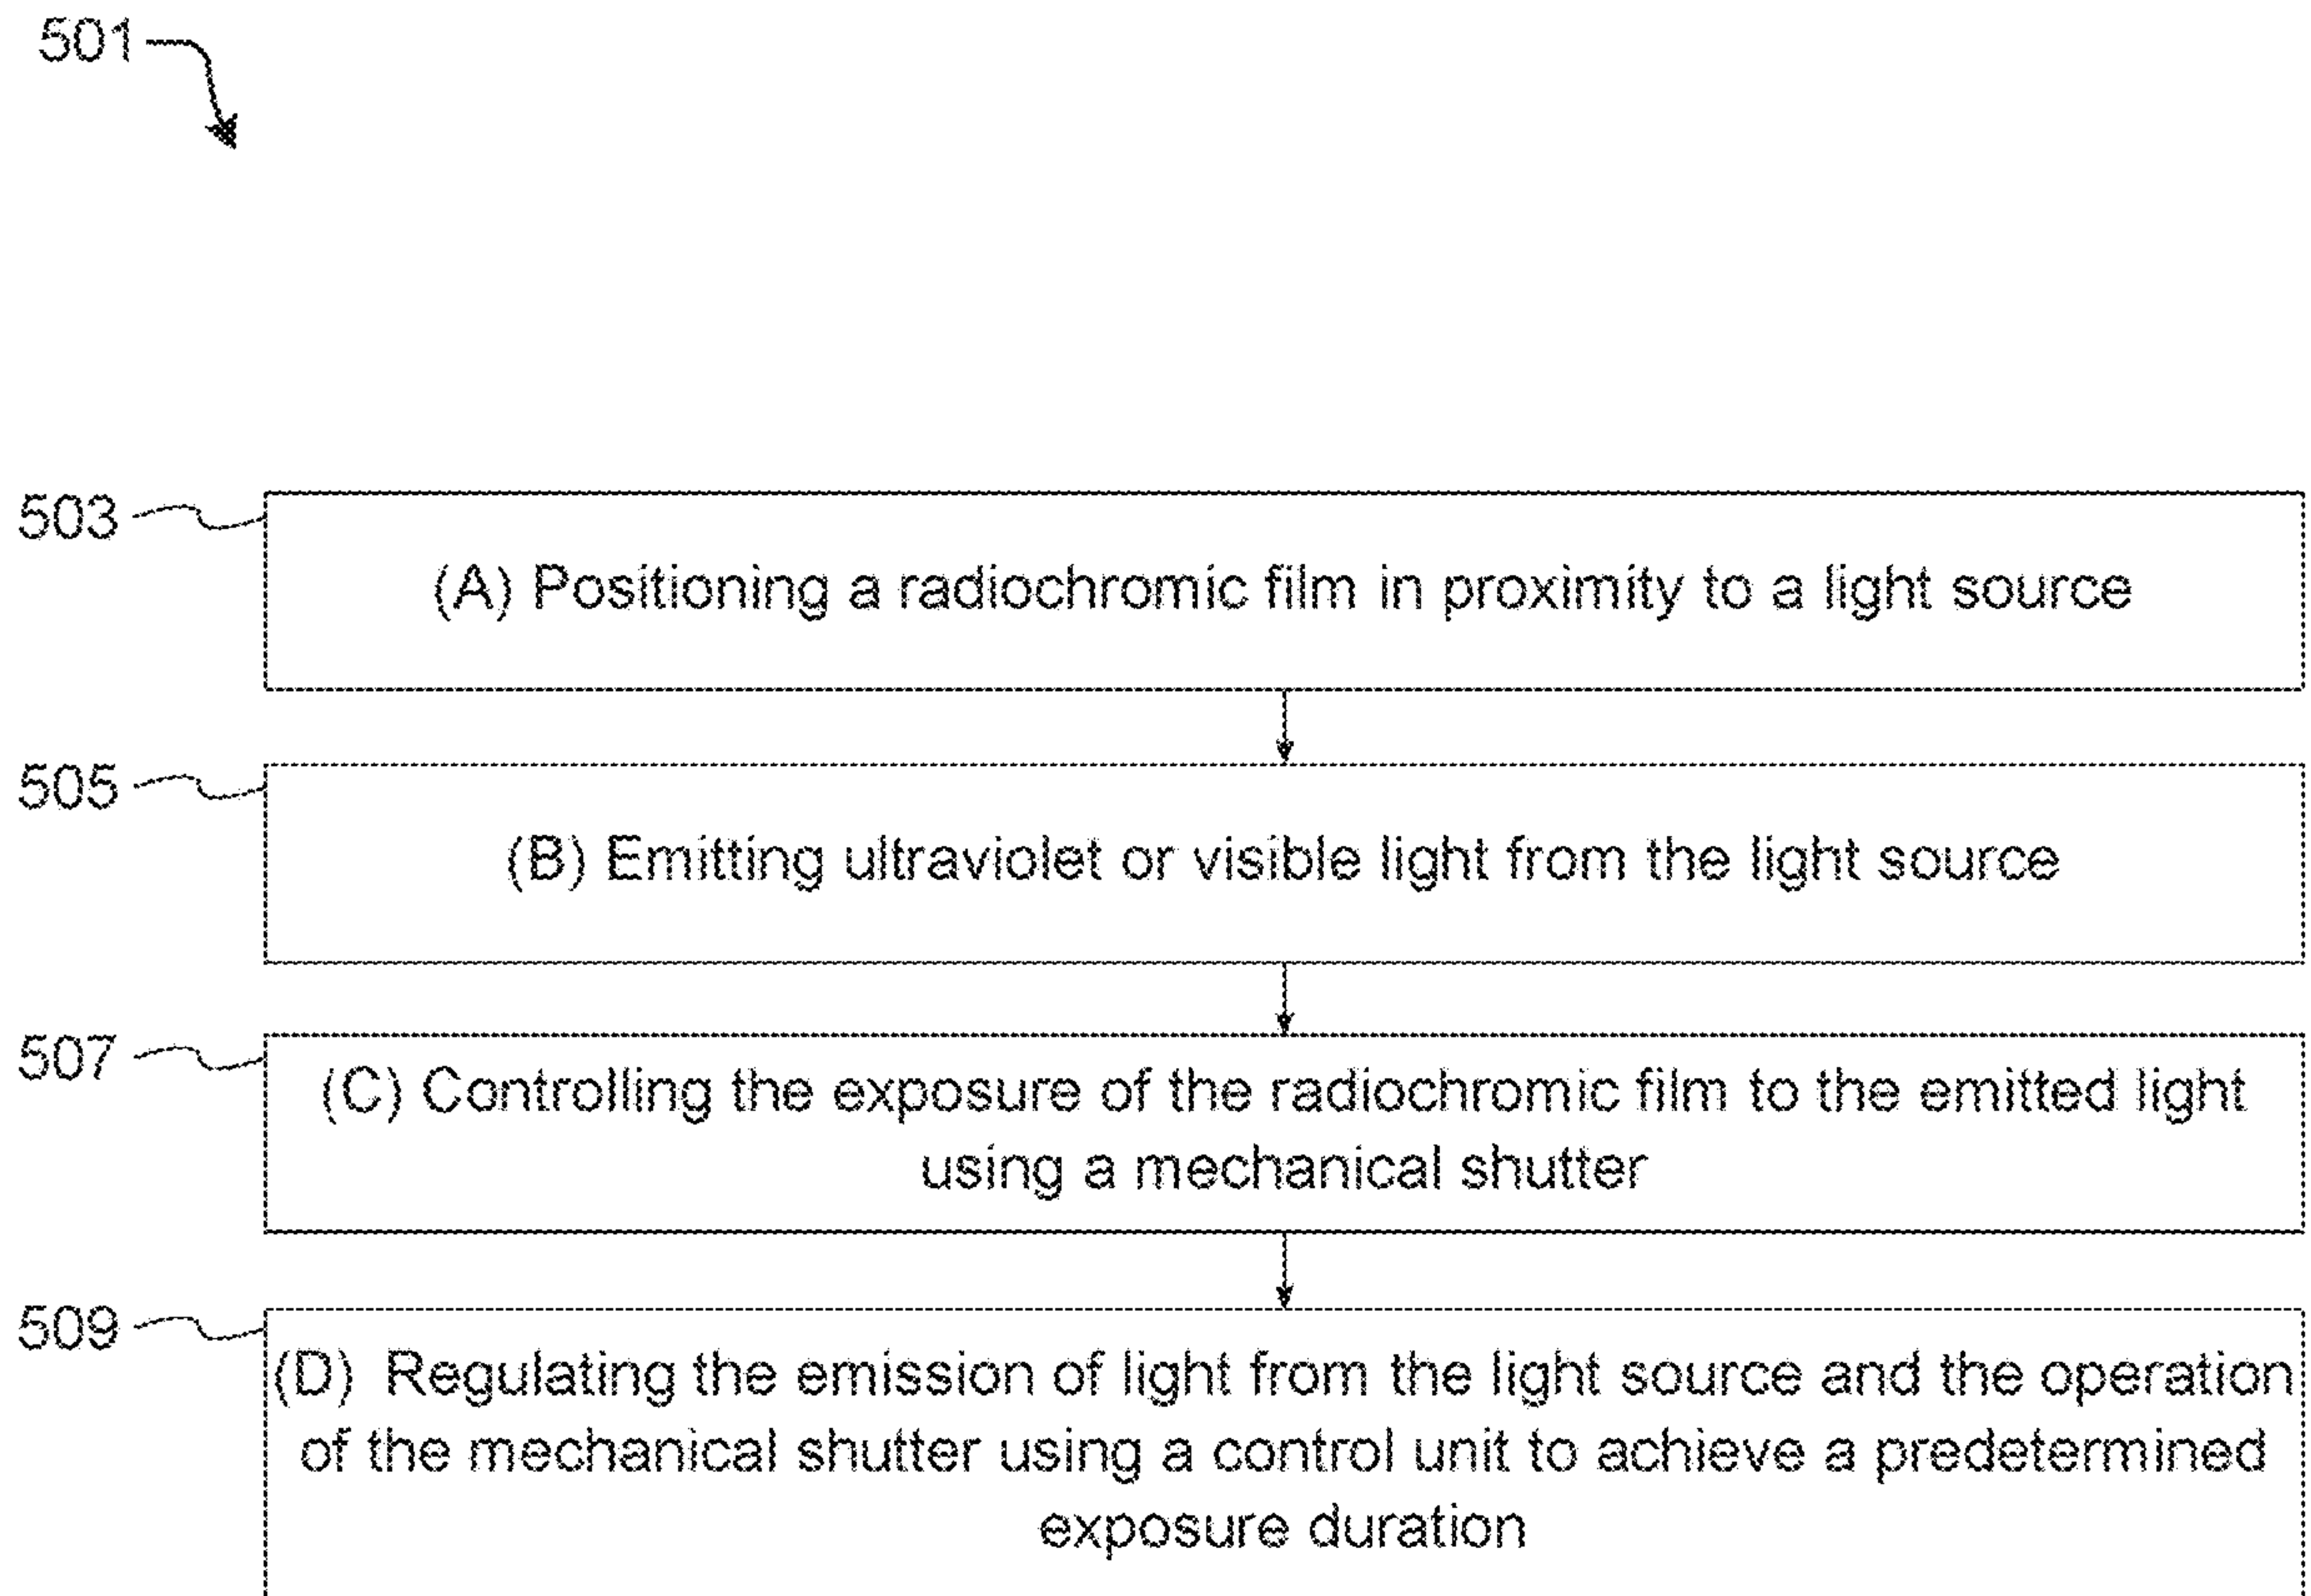 501
503
(A) Positioning a radiochromic film in proximity to a light source
505
(B) Emitting ultraviolet or visible light from the light source
507
(C) Controlling the exposure of the radiochromic film to the emitted light
using a mechanical shutter
509
(D) Regulating the emission of light from the light source and the operation
of the mechanical shutter using a control unit to achieve a predetermined
exposure duration